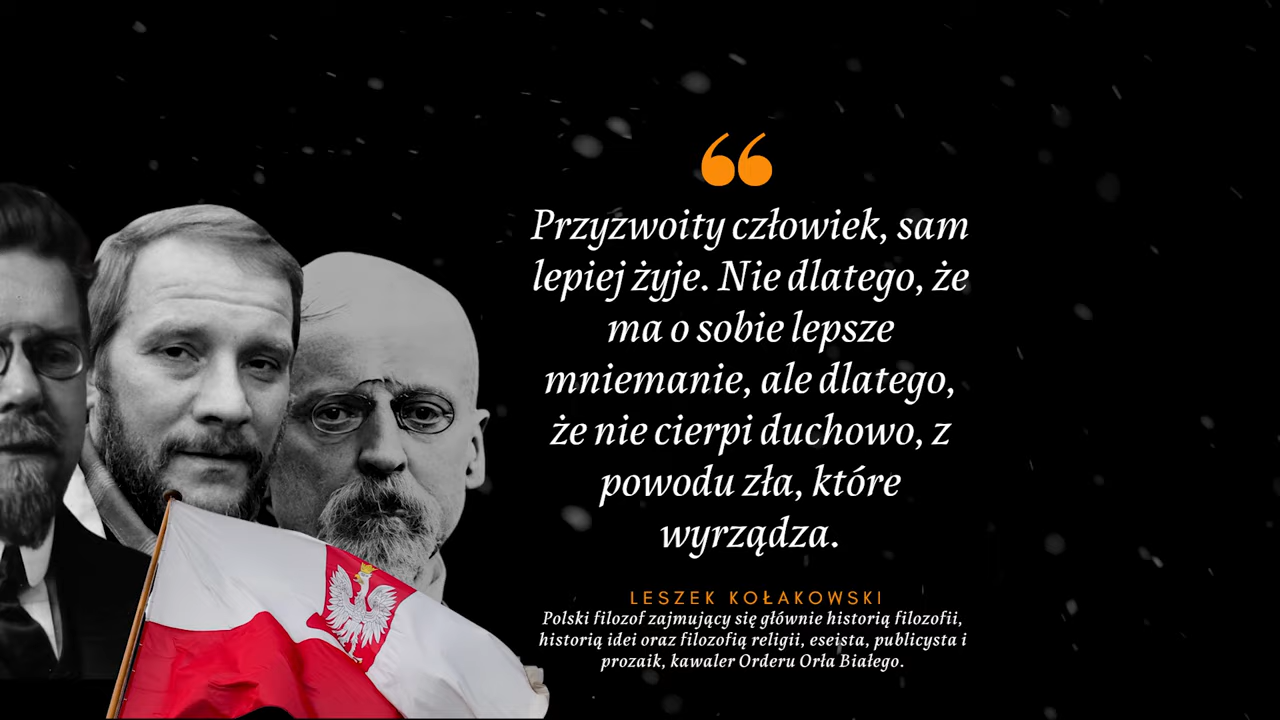 Przyzwoity człowiek, sam
lepiej żyje. Nie dlatego, że
ma o sobie lepsze
mniemanie, ale dlatego,
że nie cierpi duchowo, z
powodu zła, które
wyrządza.
LESZEK KOŁAKOWSKI
Polski filozof zajmujący się głównie historią filozofii,
historią idei oraz filozofią religii, eseista, publicysta i
prozaik, kawaler Orderu Orła Białego.